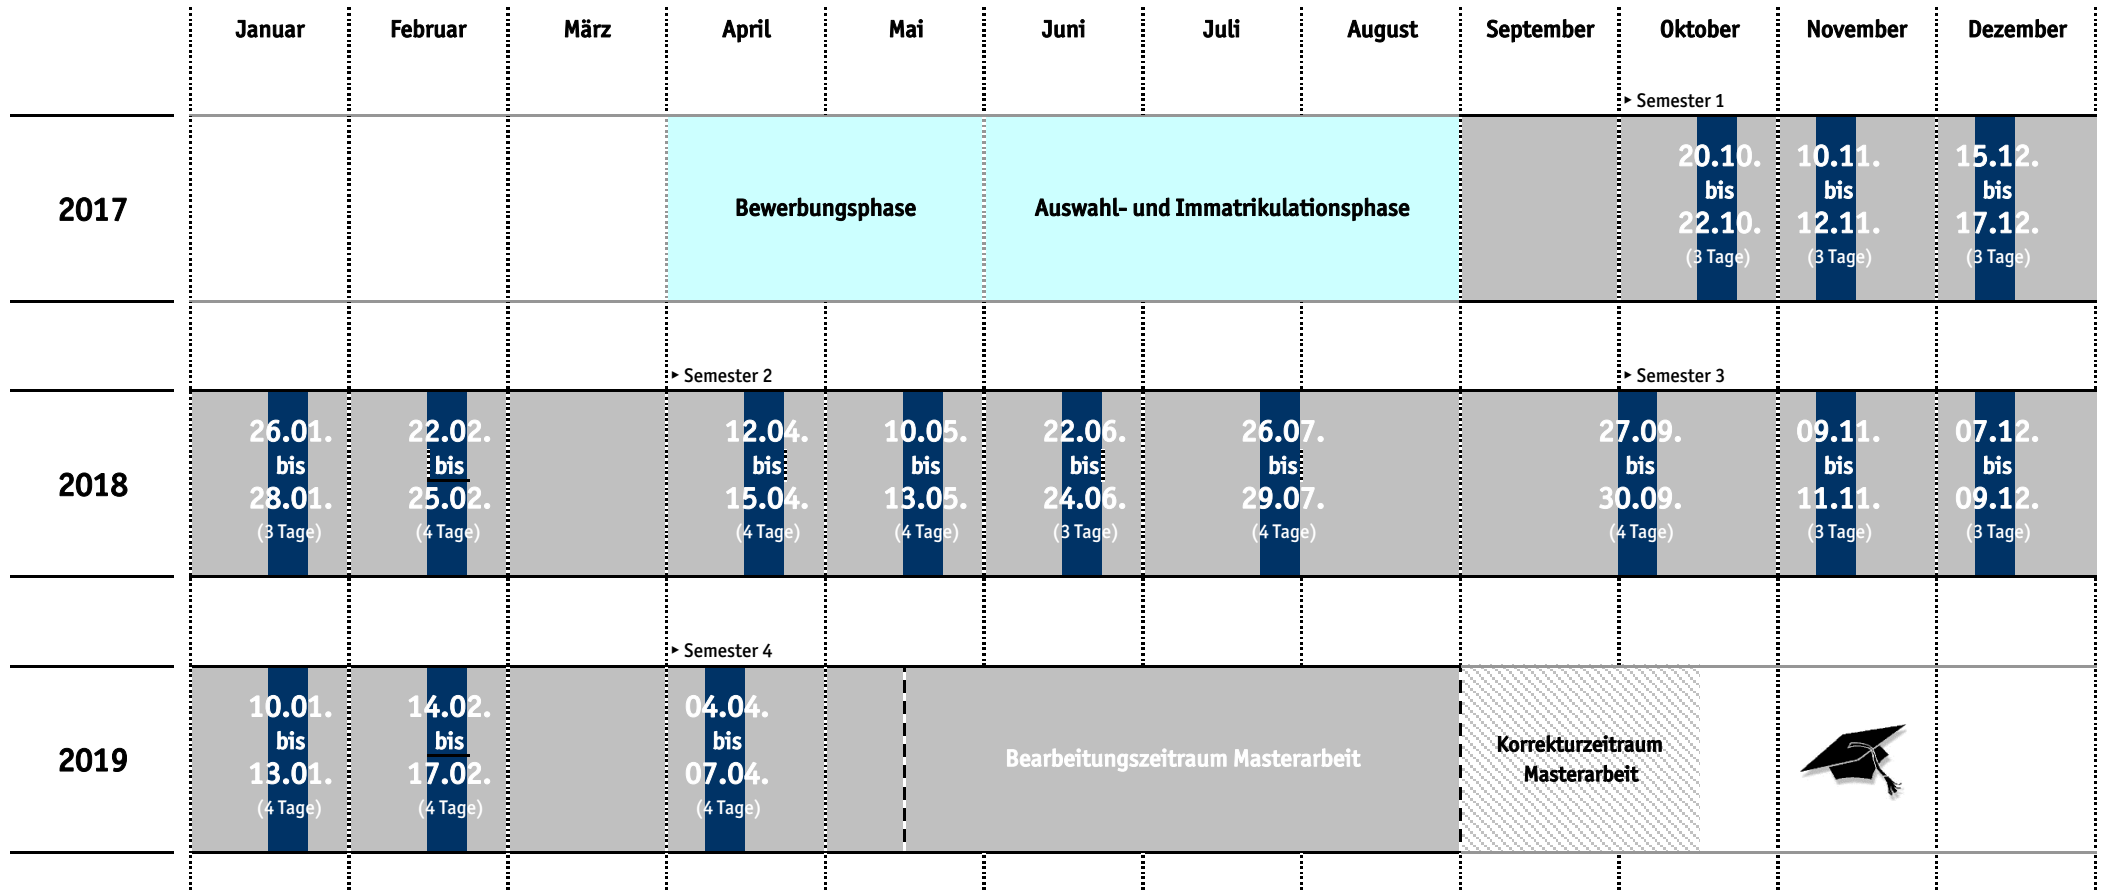 Januar Februar März April Mai Juni Juli August September Oktober November Dezember
▸ Semester 1
2017
Bewerbungsphase
Auswahl- und Immatrikulationsphase
20.10.
bis
22.10.
(3 Tage)
10.11.
bis
12.11.
(3 Tage)
15.12.
bis
17.12.
(3 Tage)
▸ Semester 2
▸ Semester 3
2018
26.01.
bis
28.01.
(3 Tage)
22.02.
bis
25.02.
(4 Tage)
12.04.
bis
15.04.
(4 Tage)
10.05.
bis
13.05.
(4 Tage)
22.06.
bis
24.06.
(3 Tage)
26.07.
bis
29.07.
(4 Tage)
27.09.
bis
30.09.
(4 Tage)
09.11.
bis
11.11.
(3 Tage)
07.12.
bis
09.12.
(3 Tage)
▸ Semester 4
2019
10.01.
bis
13.01.
(4 Tage)
14.02.
bis
17.02.
(4 Tage)
04.04.
bis
07.04.
(4 Tage)
Bearbeitungszeitraum Masterarbeit
Korrekturzeitraum
Masterarbeit